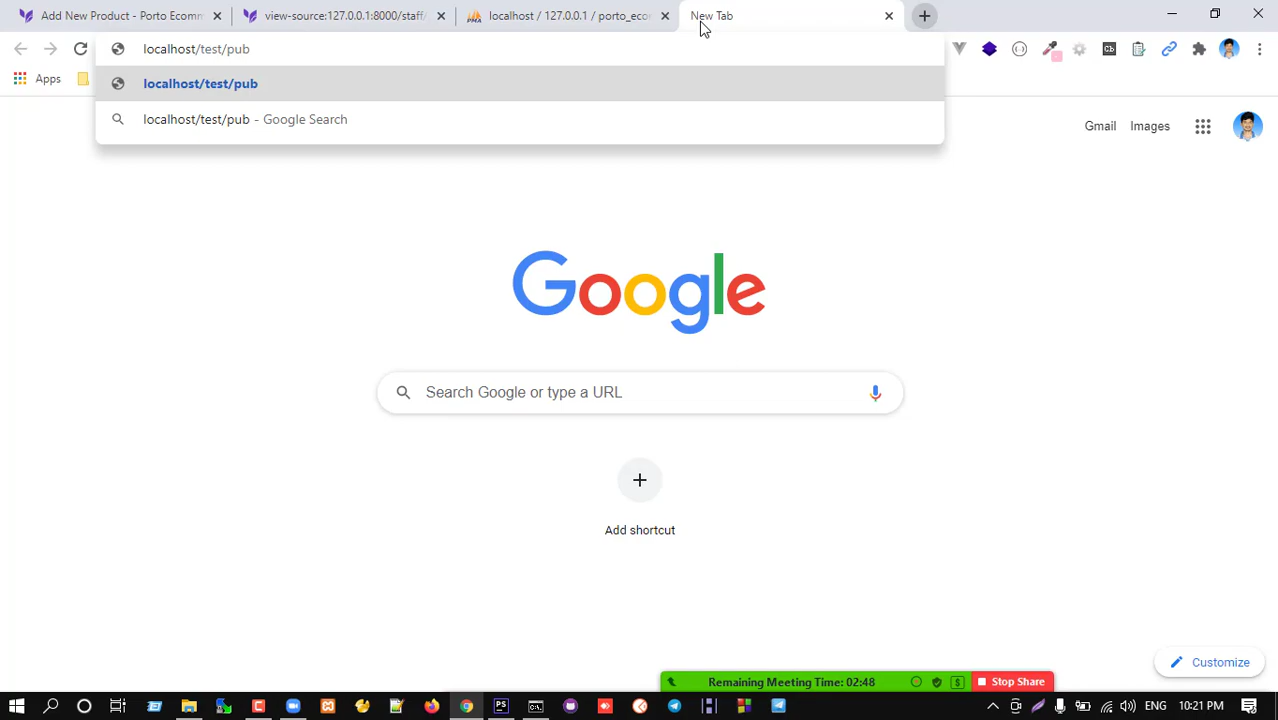 Add New Product - Porto Ecomm
view-source:127.0.0.1:8000/staff/
localhost / 127.0.0.1 / porto_econ
New Tab
localhost/test/pub
Apps
localhost/test/pub
localhost/test/pub - Google Search
Gmail
Images
Google
Search Google or type a URL
Add shortcut
Customize
Remaining Meeting Time: 02:48
Stop Share
ENG
10:21 PM